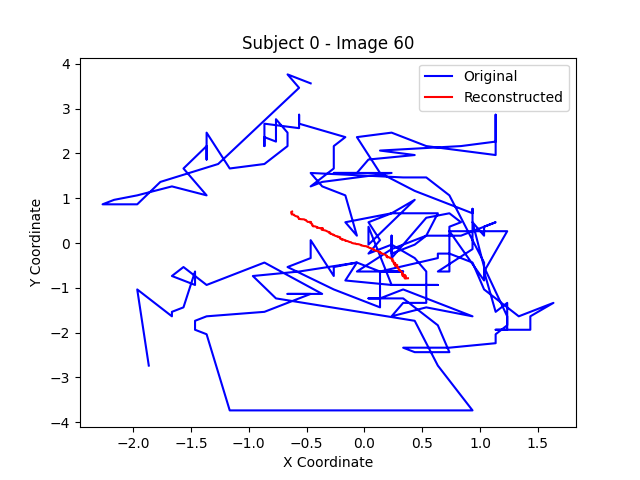 Subject 0 - Image 60
Original
Reconstructed
Y Coordinate
4
3
2
1
0
−1
−2
−3
−4
−2.0 −1.5 −1.0 −0.5 0.0 0.5 1.0 1.5
X Coordinate